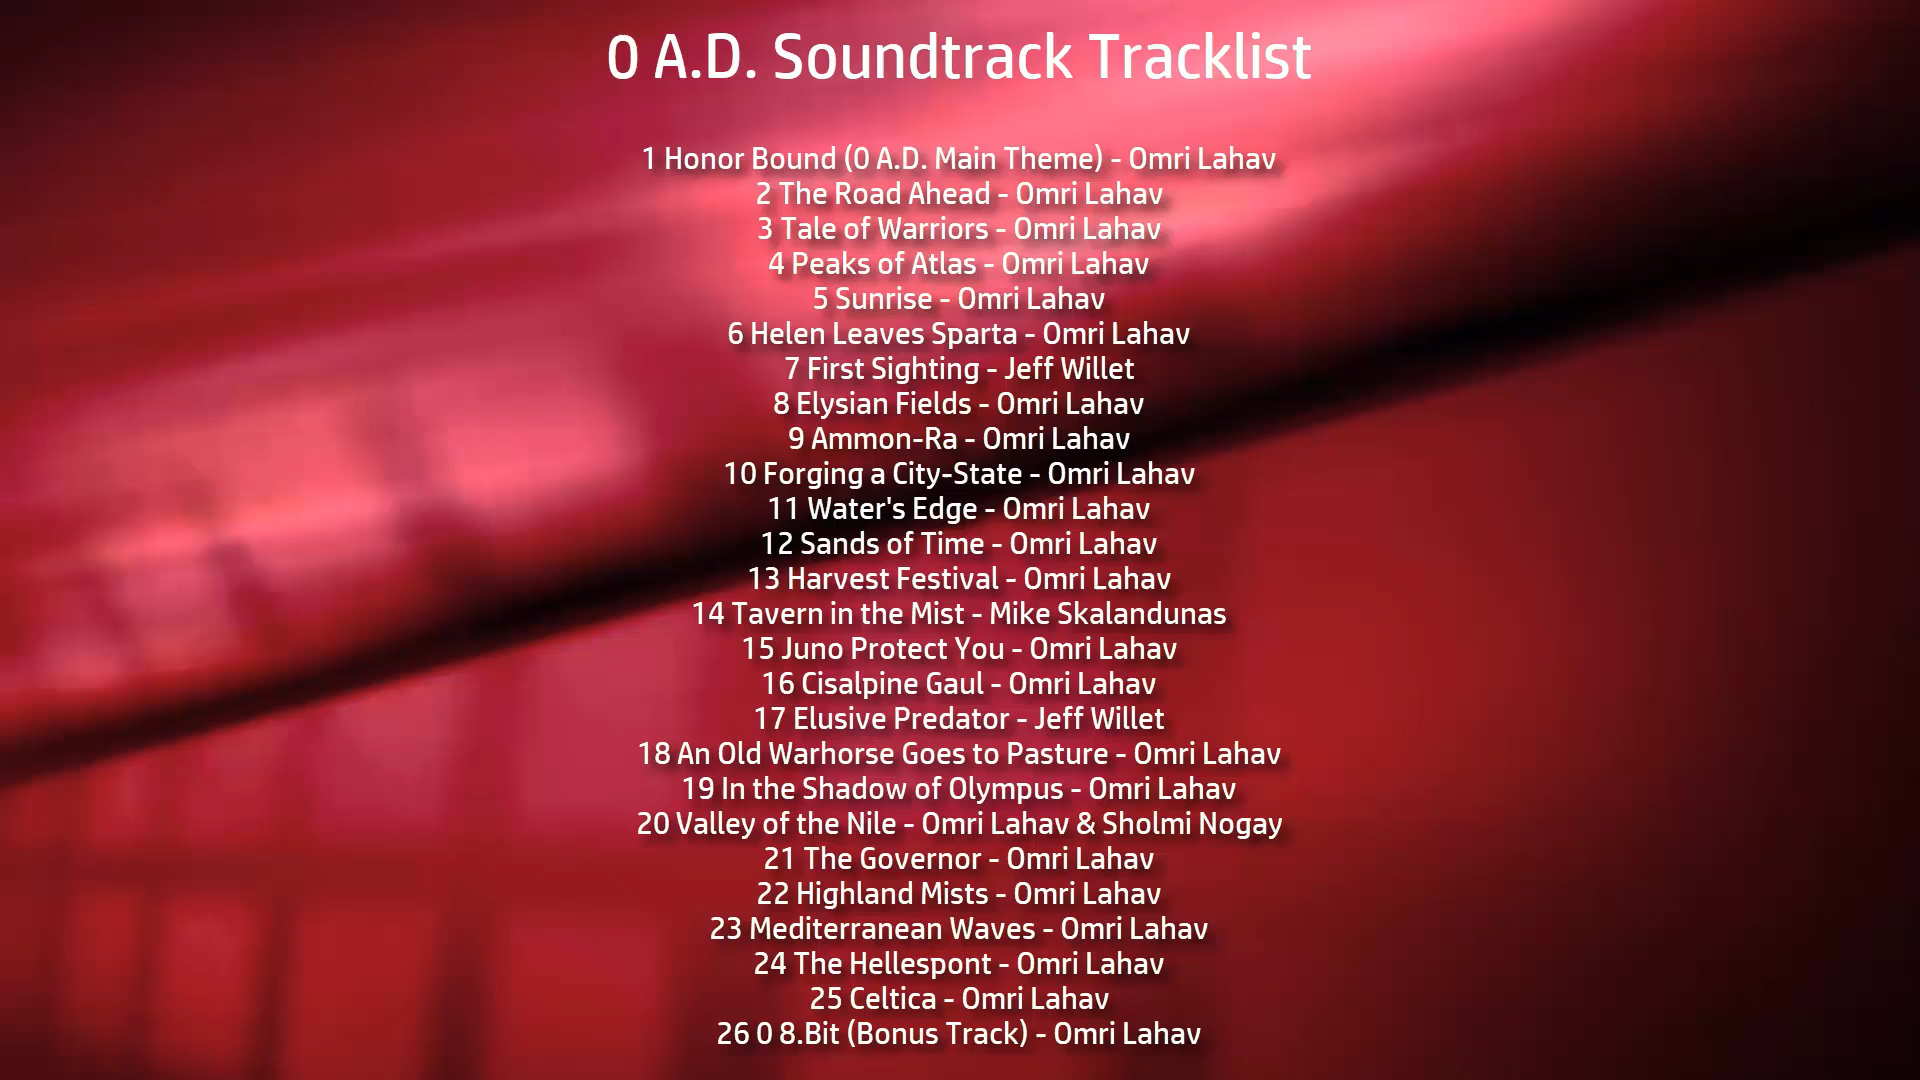 0 A.D. Soundtrack Tracklist
1 Honor Bound (0 A.D. Main Theme) - Omri Lahav
2 The Road Ahead - Omri Lahav
3 Tale of Warriors - Omri Lahav
4 Peaks of Atlas - Omri Lahav
5 Sunrise - Omri Lahav
6 Helen Leaves Sparta - Omri Lahav
7 First Sighting - Jeff Willet
8 Elysian Fields - Omri Lahav
9 Ammon-Ra - Omri Lahav
10 Forging a City-State - Omri Lahav
11 Water's Edge - Omri Lahav
12 Sands of Time - Omri Lahav
13 Harvest Festival - Omri Lahav
14 Tavern in the Mist - Mike Skalandunas
15 Juno Protect You - Omri Lahav
16 Cisalpine Gaul - Omri Lahav
17 Elusive Predator - Jeff Willet
18 An Old Warhorse Goes to Pasture - Omri Lahav
19 In the Shadow of Olympus - Omri Lahav
20 Valley of the Nile - Omri Lahav & Sholmi Nogay
21 The Governor - Omri Lahav
22 Highland Mists - Omri Lahav
23 Mediterranean Waves - Omri Lahav
24 The Hellespont - Omri Lahav
25 Celtica - Omri Lahav
26 0 8.Bit (Bonus Track) - Omri Lahav